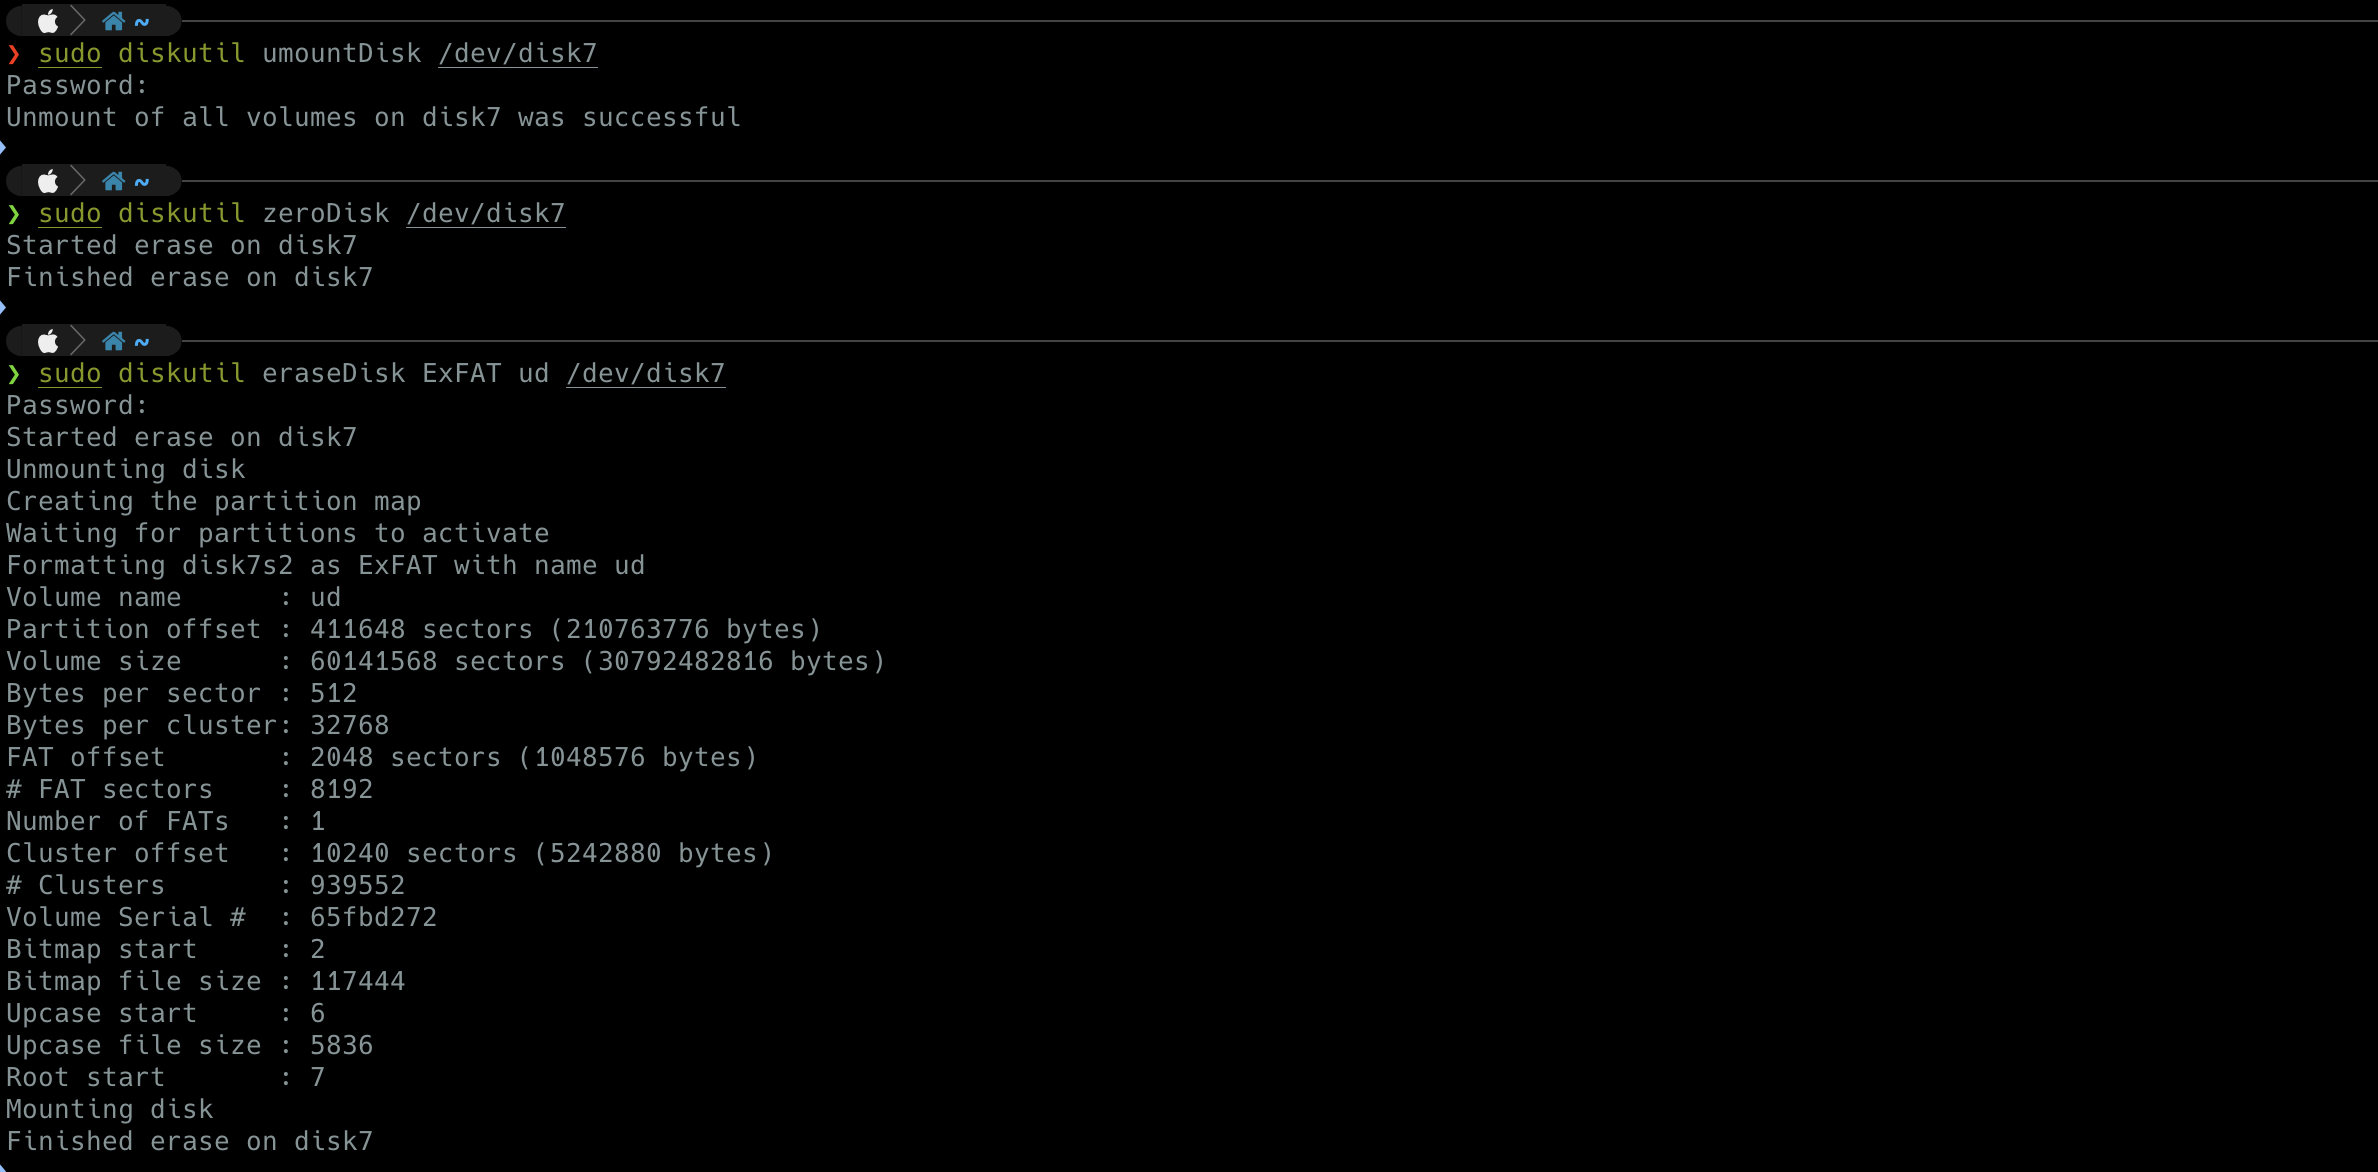 ~
❯ sudo diskutil umountDisk /dev/disk7
Password:
Unmount of all volumes on disk7 was successful
~
❯ sudo diskutil zeroDisk /dev/disk7
Started erase on disk7
Finished erase on disk7
~
❯ sudo diskutil eraseDisk ExFAT ud /dev/disk7
Password:
Started erase on disk7
Unmounting disk
Creating the partition map
Waiting for partitions to activate
Formatting disk7s2 as ExFAT with name ud
Volume name      : ud
Partition offset : 411648 sectors (210763776 bytes)
Volume size      : 60141568 sectors (30792482816 bytes)
Bytes per sector : 512
Bytes per cluster: 32768
FAT offset       : 2048 sectors (1048576 bytes)
# FAT sectors    : 8192
Number of FATs   : 1
Cluster offset   : 10240 sectors (5242880 bytes)
# Clusters       : 939552
Volume Serial #  : 65fbd272
Bitmap start     : 2
Bitmap file size : 117444
Upcase start     : 6
Upcase file size : 5836
Root start       : 7
Mounting disk
Finished erase on disk7